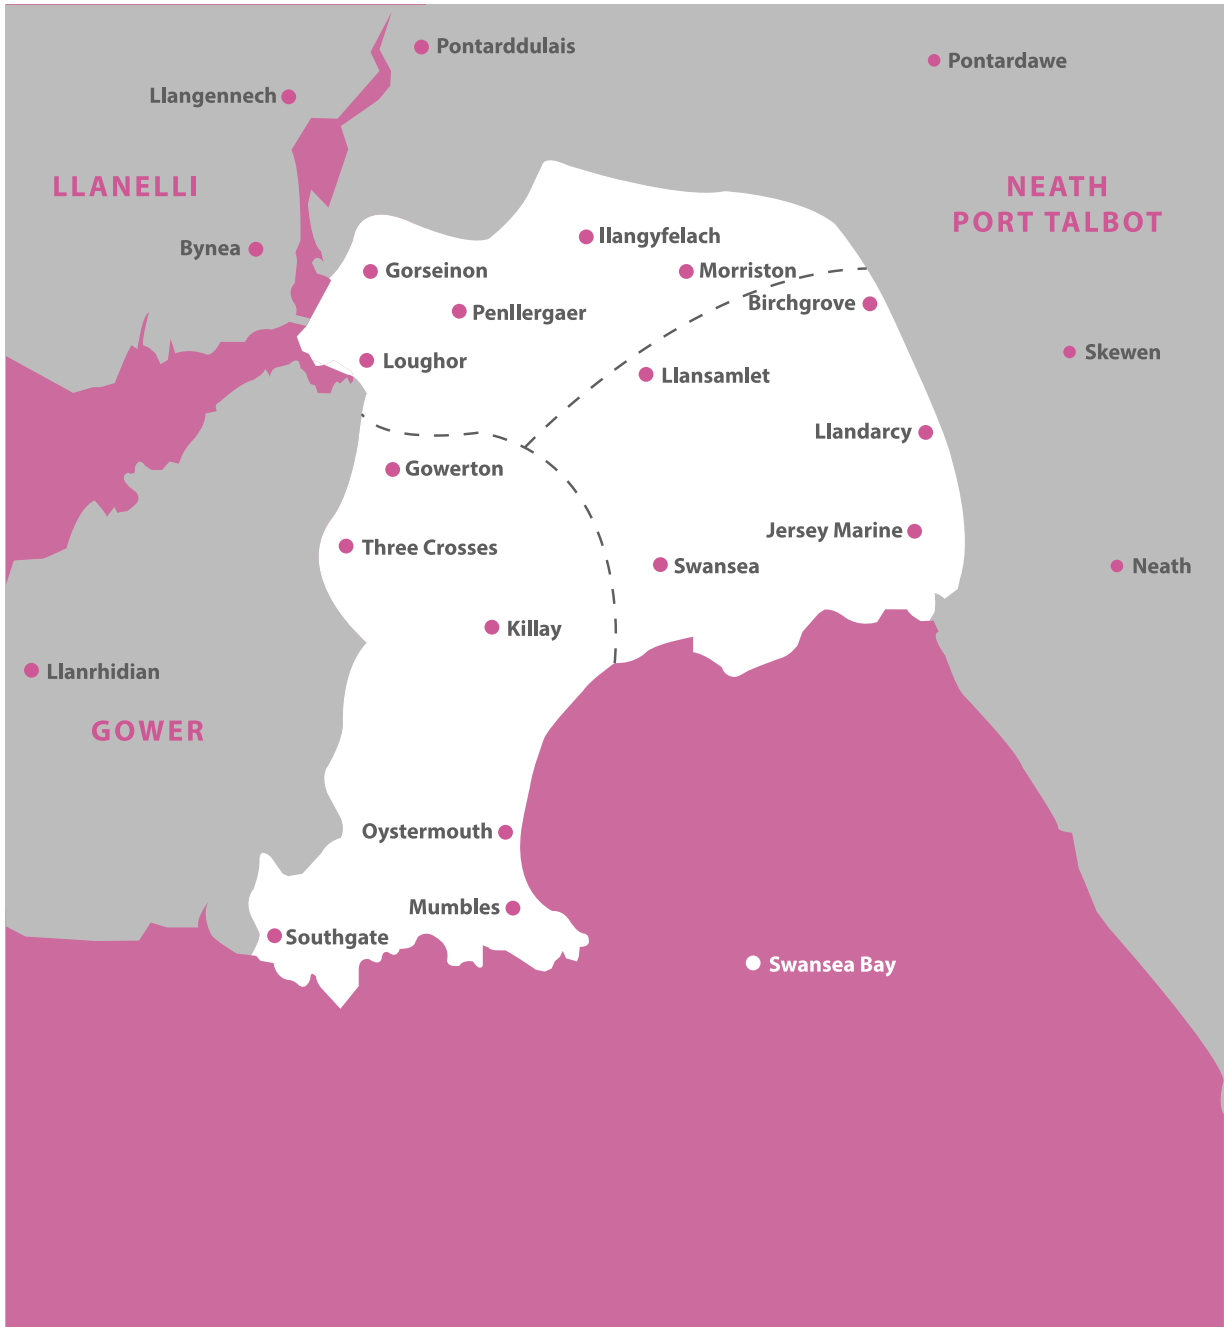 Pontarddulais
Pontardawe
Llangennech
LLANELLI
NEATH
PORT TALBOT
Bynea
llangyfelach
Gorseinon
Morriston
Birchgrove
Penllergaer
Skewen
Loughor
Llansamlet
Llandarcy
Gowerton
Jersey Marine
Three Crosses
Swansea
Neath
Killay
Llanrhidian
GOWER
Oystermouth
Mumbles
Southgate
Swansea Bay